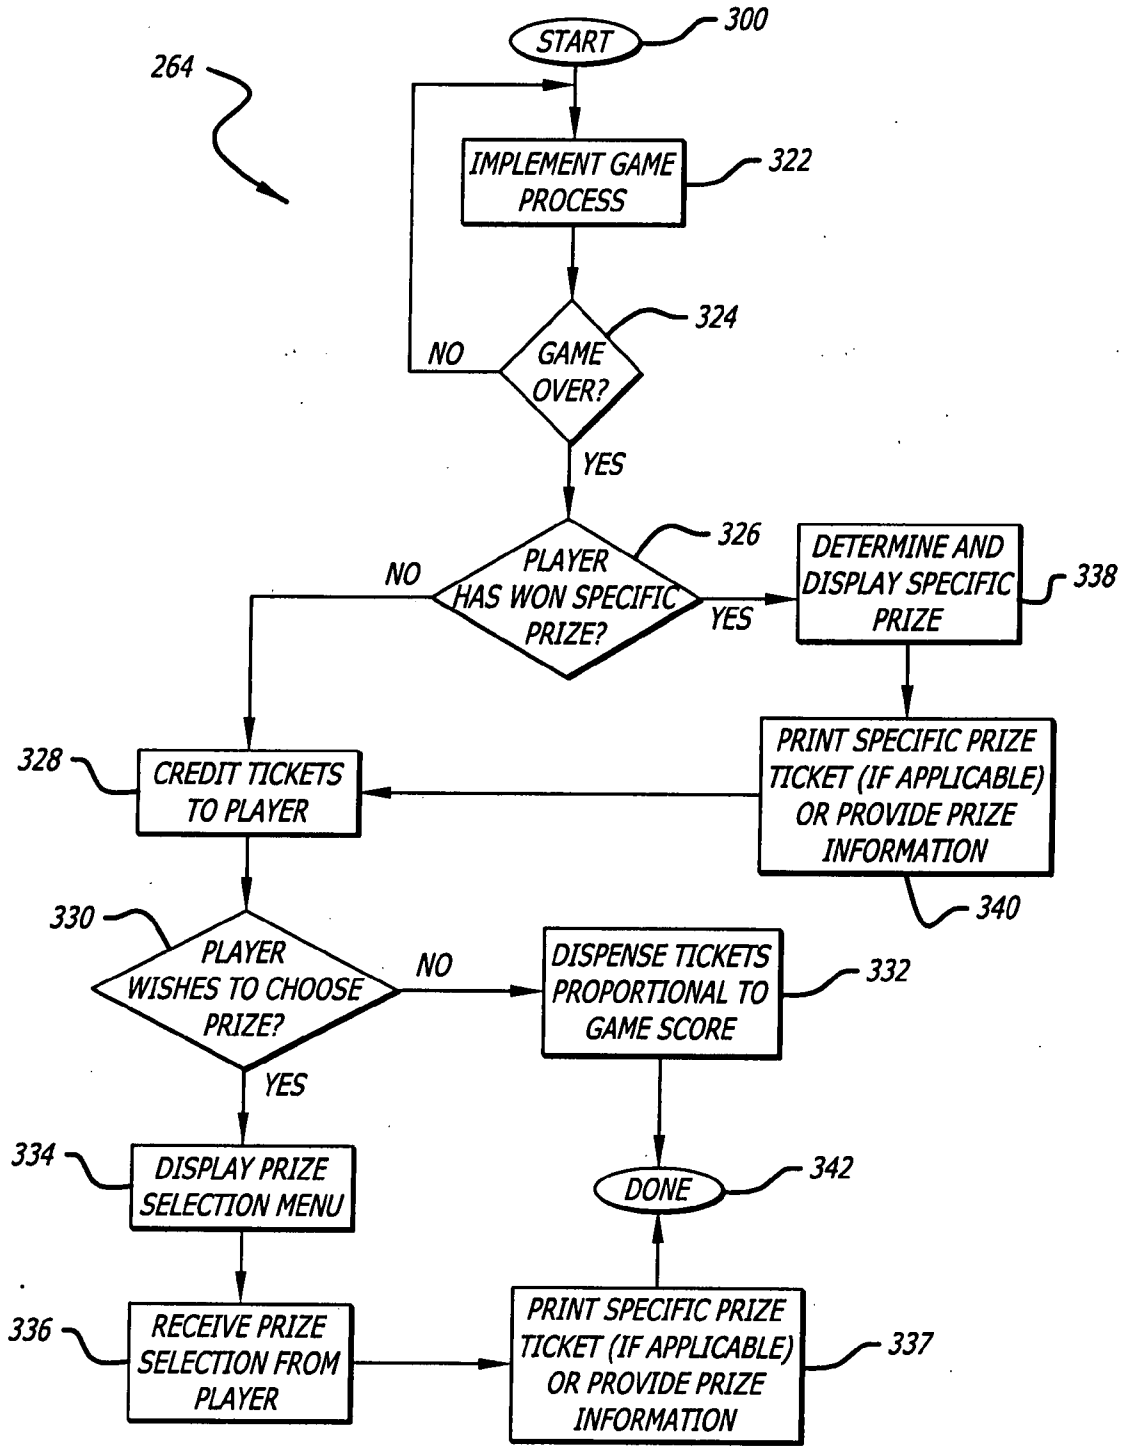 300
START
264
IMPLEMENT GAME
PROCESS
322
324
GAME
OVER?
NO
YES
326
PLAYER
HAS WON SPECIFIC
PRIZE?
NO
YES
DETERMINE AND
DISPLAY SPECIFIC
PRIZE
338
PRINT SPECIFIC PRIZE
TICKET (IF APPLICABLE)
OR PROVIDE PRIZE
INFORMATION
340
328
CREDIT TICKETS
TO PLAYER
330
PLAYER
WISHES TO CHOOSE
PRIZE?
NO
YES
DISPENSE TICKETS
PROPORTIONAL TO
GAME SCORE
332
334
DISPLAY PRIZE
SELECTION MENU
DONE
342
336
RECEIVE PRIZE
SELECTION FROM
PLAYER
PRINT SPECIFIC PRIZE
TICKET (IF APPLICABLE)
OR PROVIDE PRIZE
INFORMATION
337